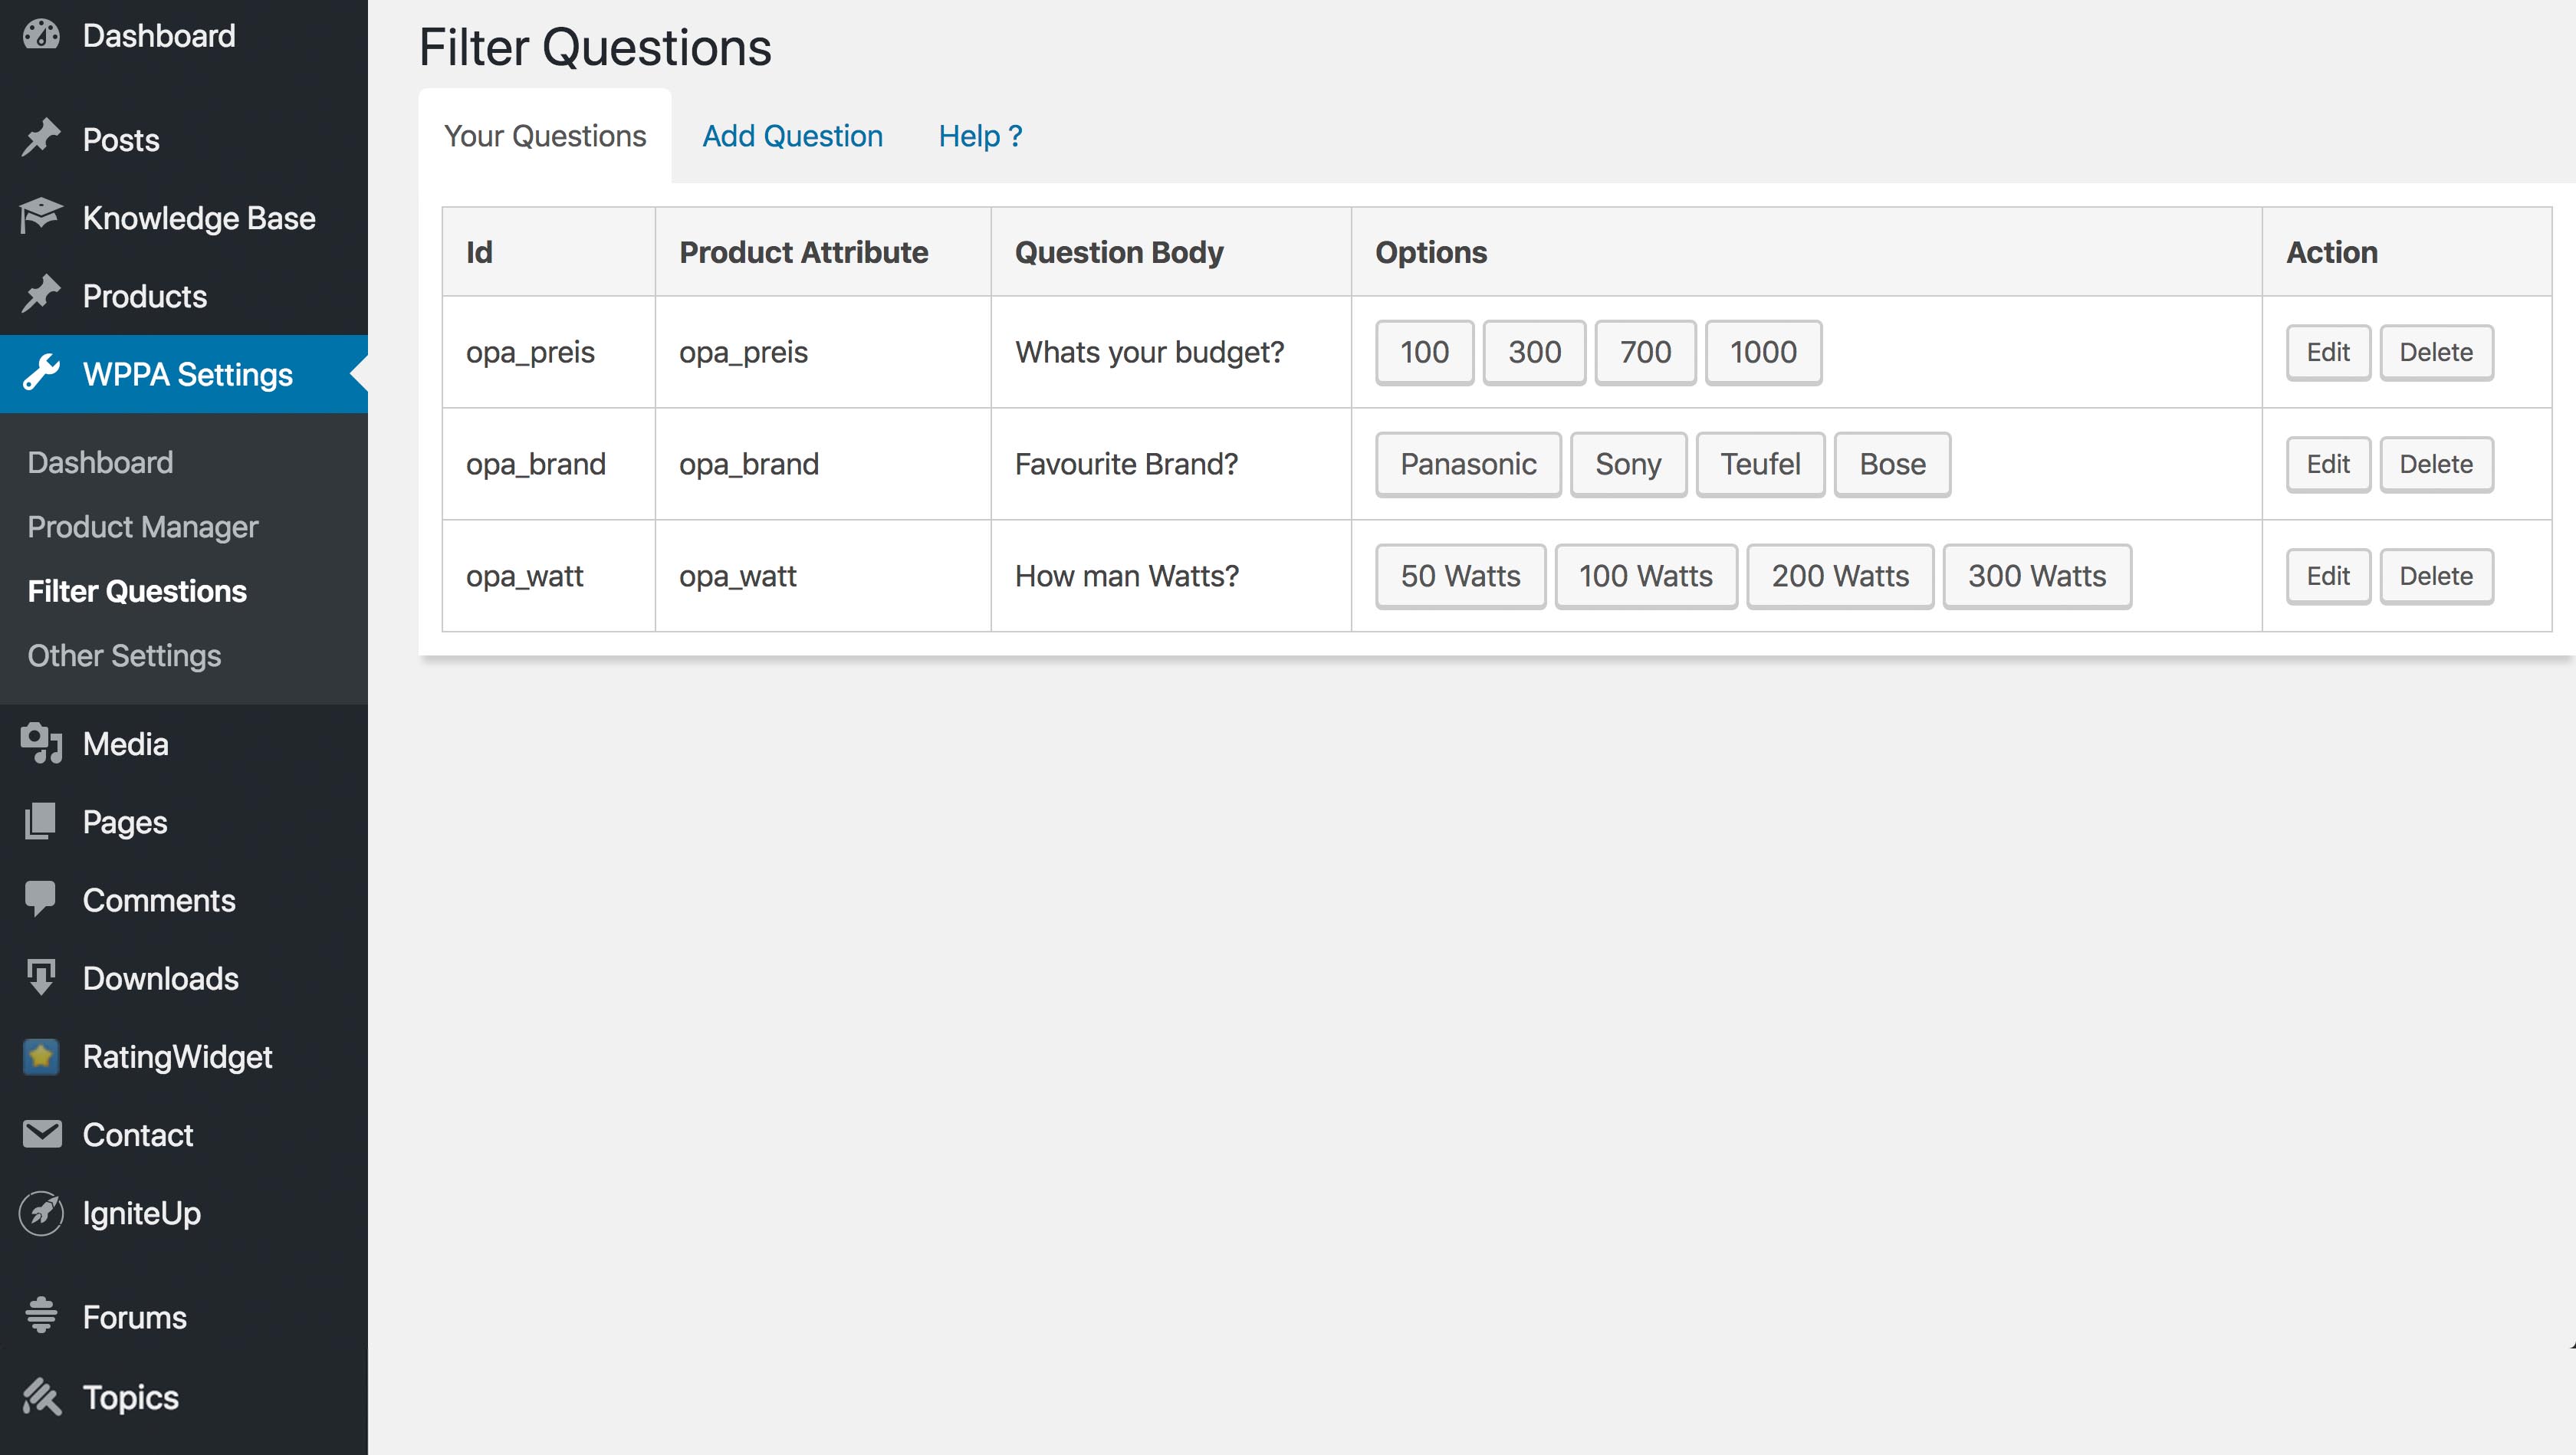 Dashboard
Posts
Knowledge Base
Products
WPPA Settings
Dashboard
Product Manager
Filter Questions
Other Settings
Media
Pages
Comments
Downloads
RatingWidget
Contact
IgniteUp
Forums
Topics
Filter Questions
Your Questions Add Question Help ?
Id Product Attribute Question Body Options Action
opa_preis opa_preis Whats your budget? 100 300 700 1000 Edit Delete
opa_brand opa_brand Favourite Brand? Panasonic Sony Teufel Bose Edit Delete
opa_watt opa_watt How man Watts? 50 Watts 100 Watts 200 Watts 300 Watts Edit Delete